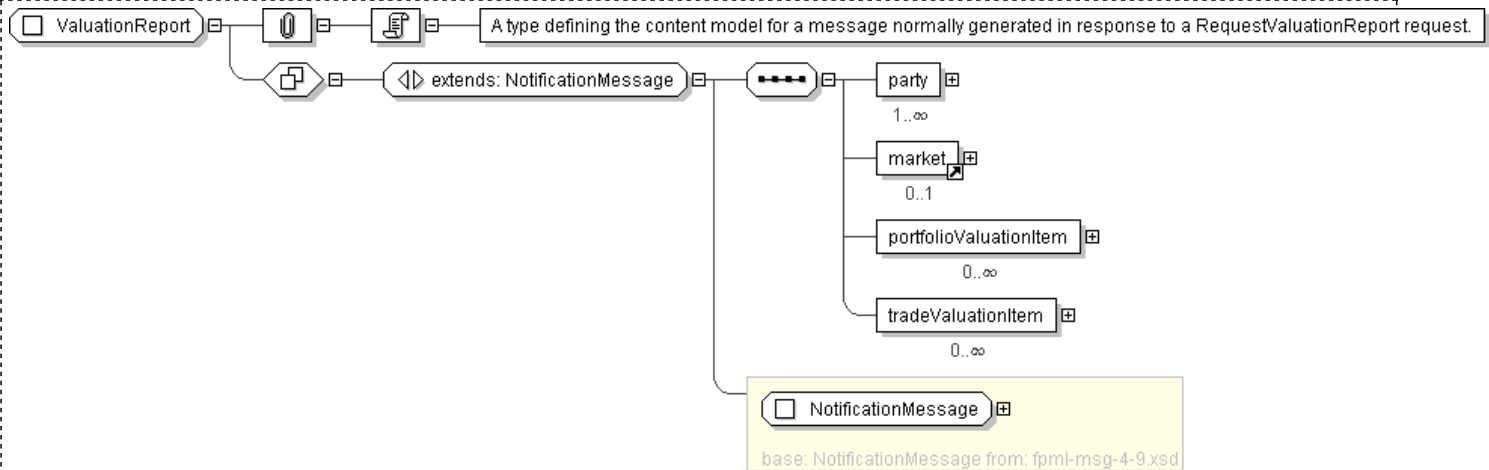 ValuationReport
A type defining the content model for a message normally generated in response to a RequestValuationReport request.
extends: NotificationMessage
party
1..∞
market
0..1
portfolioValuationItem
0..∞
tradeValuationItem
0..∞
NotificationMessage
base: NotificationMessage from: fpml-msg-4-9.xsd